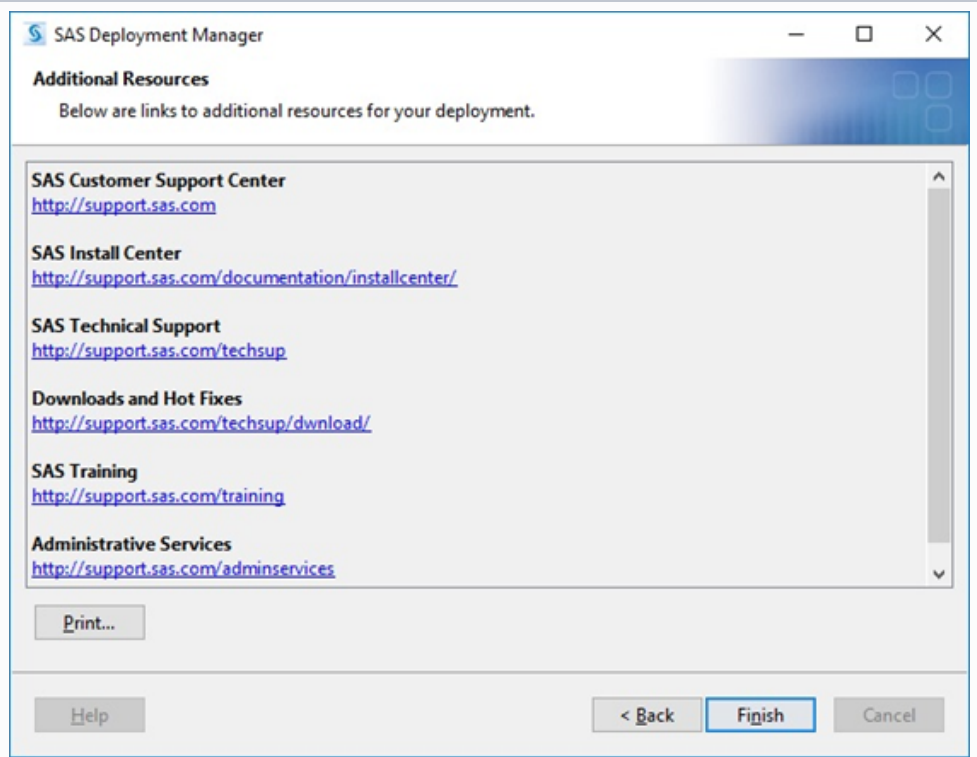 SAS Deployment Manager
Additional Resources
Below are links to additional resources for your deployment.
SAS Customer Support Center
http://support.sas.com
SAS Install Center
http://support.sas.com/documentation/installcenter/
SAS Technical Support
http://support.sas.com/techsup
Downloads and Hot Fixes
http://support.sas.com/techsup/dwnload/
SAS Training
http://support.sas.com/training
Administrative Services
http://support.sas.com/adminservices
Print...
Help
< Back
Finish
Cancel